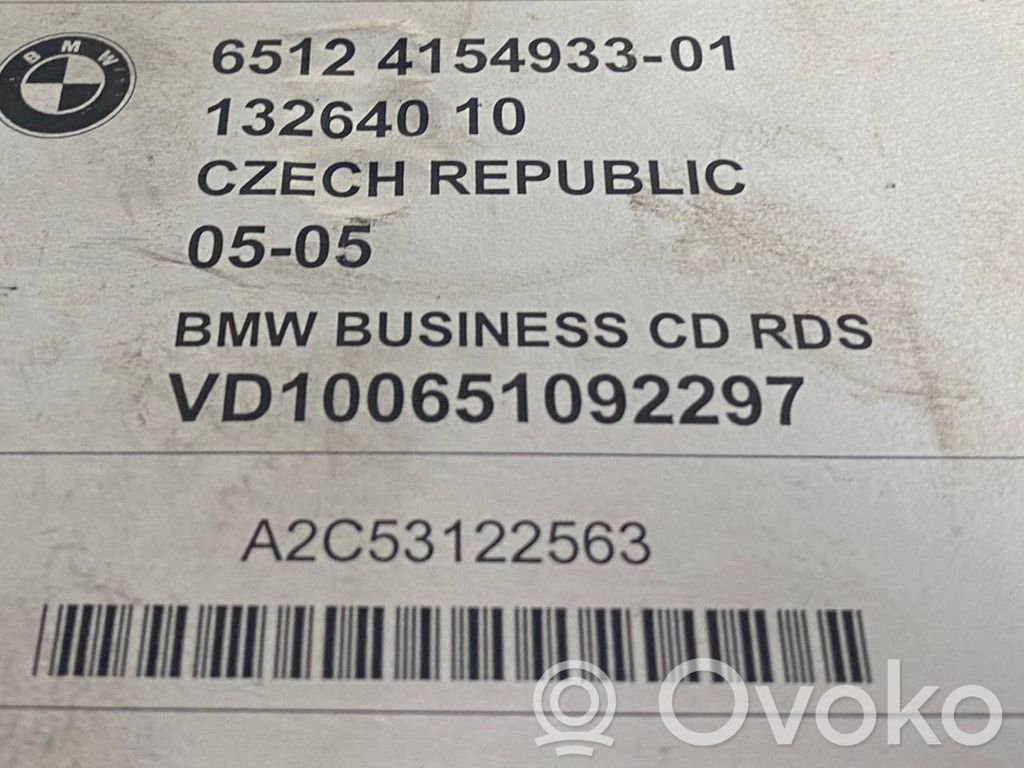 BMW
6512 4154933-01
132640 10
CZECH REPUBLIC
05-05
BMW BUSINESS CD RDS
VD100651092297
A2C53122563
Ovoko